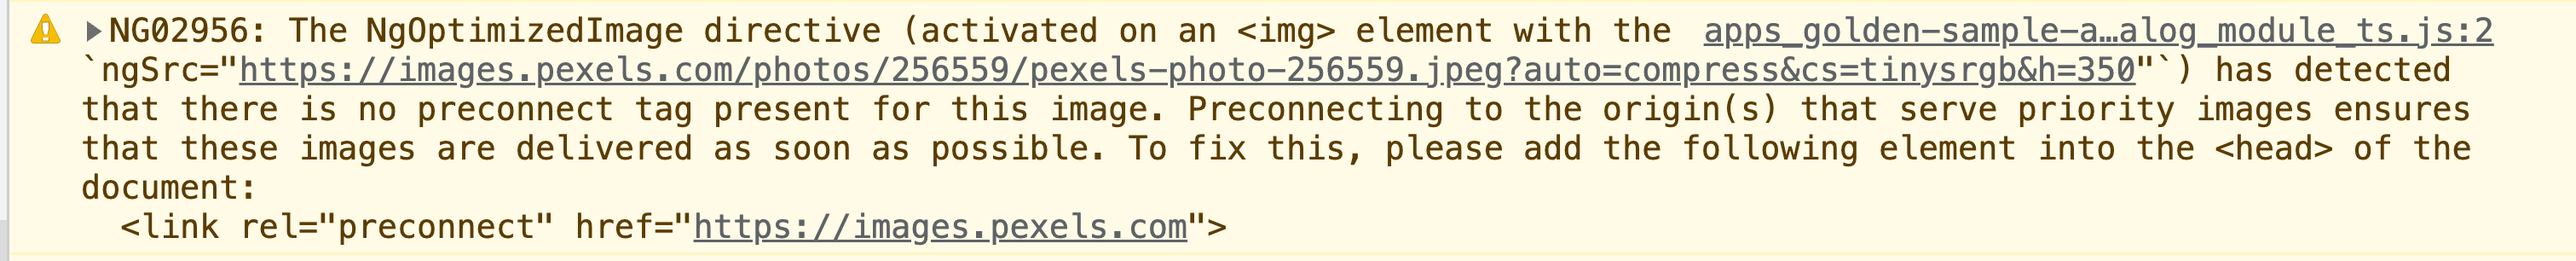 NG02956: The NgOptimizedImage directive (activated on an <img> element with the apps_golden-sample-a…alog_module_ts.js:2
`ngSrc="https://images.pexels.com/photos/256559/pexels-photo-256559.jpeg?auto=compress&cs=tinysrgb&h=350"`) has detected
that there is no preconnect tag present for this image. Preconnecting to the origin(s) that serve priority images ensures
that these images are delivered as soon as possible. To fix this, please add the following element into the <head> of the
document:
<link rel="preconnect" href="https://images.pexels.com">